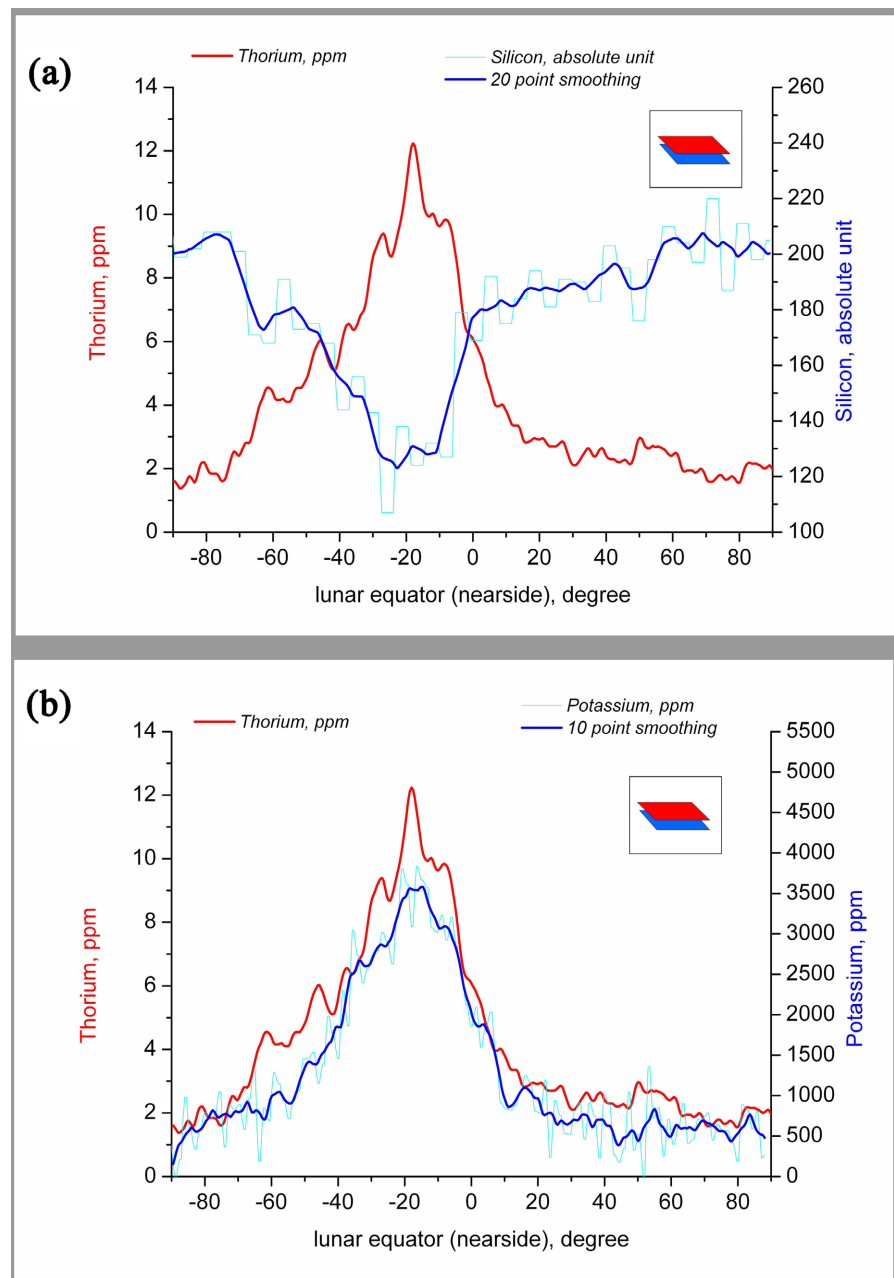 (a)
Thorium, ppm
Silicon, absolute unit
20 point smoothing
14
12
10
8
6
4
2
0
Thorium, ppm
260
240
220
200
180
160
140
120
100
Silicon, absolute unit
-80 -60 -40 -20 0 20 40 60 80
lunar equator (nearside), degree
(b)
Thorium, ppm
Potassium, ppm
10 point smoothing
14
12
10
8
6
4
2
0
Thorium, ppm
5500
5000
4500
4000
3500
3000
2500
2000
1500
1000
500
0
Potassium, ppm
-80 -60 -40 -20 0 20 40 60 80
lunar equator (nearside), degree